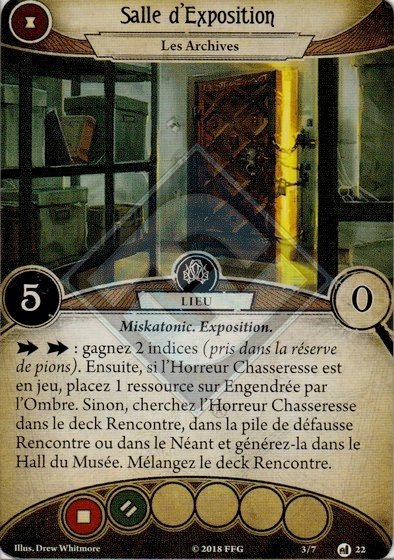 Salle d'Exposition
Les Archives
5
0
LIEU
Miskatonic. Exposition.
: gagnez 2 indices (pris dans la réserve
de pions). Ensuite, si l'Horreur Chasseresse est
en jeu, placez 1 ressource sur Engendrée par
l'Ombre. Sinon, cherchez l'Horreur Chasseresse
dans le deck Rencontre, dans la pile de défausse
Rencontre ou dans le Néant et générez-la dans le
Hall du Musée. Mélangez le deck Rencontre.
Illus. Drew Whitmore © 2018 FFG 3/7 22